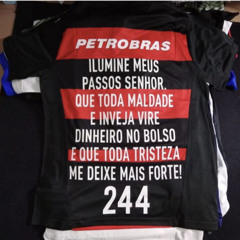 PETROBRAS
ILUMINE MEUS
PASSOS SENHOR.
QUE TODA MALDADE
E INVEJA VIRE
DINHEIRO NO BOLSO
E QUE TODA TRISTEZA
ME DEIXE MAIS FORTE!
244